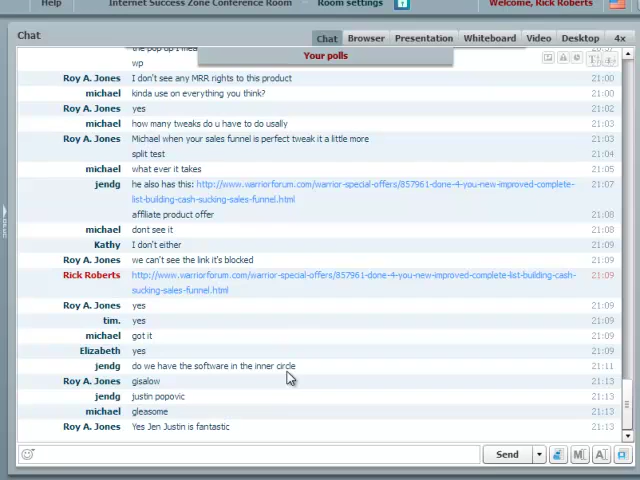 Help Internet Success Zone Conference Room Room settings Welcome, Rick Roberts
Chat
Chat Browser Presentation Whiteboard Video Desktop 4x
Your polls
wp
Roy A. Jones I don't see any MRR rights to this product 21:00
michael kinda use on everything you think? 21:00
Roy A. Jones yes 21:02
michael how many tweaks do u have to do usally 21:03
Roy A. Jones Michael when your sales funnel is perfect tweak it a little more 21:03
split test 21:04
michael what ever it takes 21:05
jendg he also has this: http://www.warriorforum.com/warrior-special-offers/857961-done-4-you-new-improved-complete- 21:07
list-building-cash-sucking-sales-funnel.html
affiliate product offer 21:08
michael dont see it 21:08
Kathy I don't either 21:09
Roy A. Jones we can't see the link it's blocked 21:09
Rick Roberts http://www.warriorforum.com/warrior-special-offers/857961-done-4-you-new-improved-complete-list-building-cash- 21:09
sucking-sales-funnel.html
Roy A. Jones yes 21:09
tim. yes 21:09
michael got it 21:09
Elizabeth yes 21:09
jendg do we have the software in the inner circle 21:11
Roy A. Jones gisalow 21:13
jendg justin popovic 21:13
michael gleasome 21:13
Roy A. Jones Yes Jen Justin is fantastic 21:13
Send